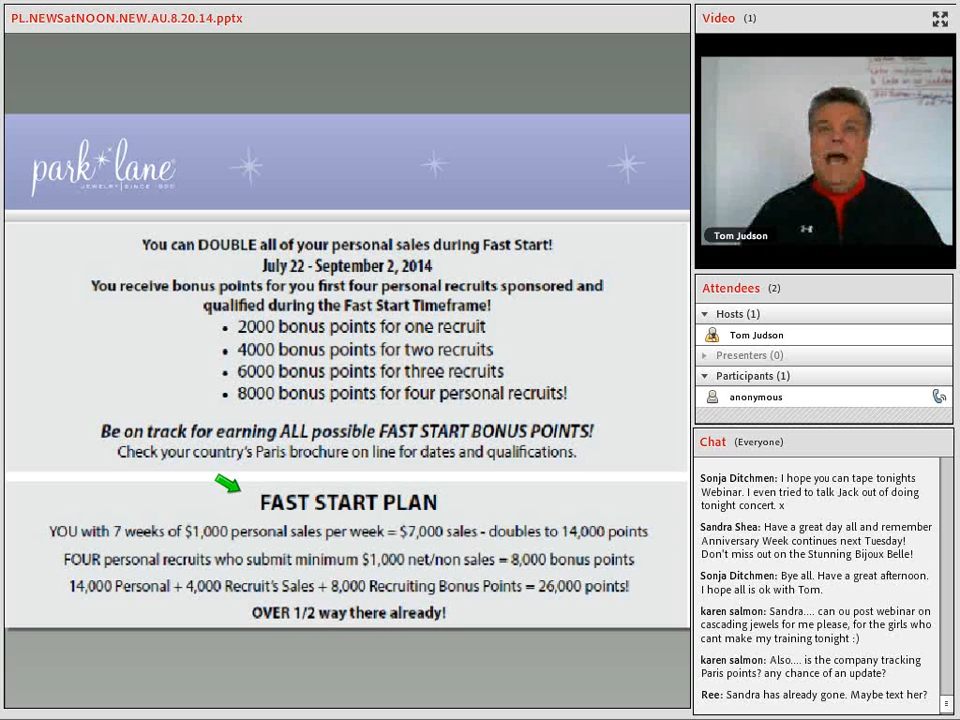 PL.NEWSatNOON.NEW.AU.8.20.14.pptx
park lane
You can DOUBLE all of your personal sales during Fast Start!
July 22 - September 2, 2014
You receive bonus points for you first four personal recruits sponsored and
qualified during the Fast Start Timeframe!
• 2000 bonus points for one recruit
• 4000 bonus points for two recruits
• 6000 bonus points for three recruits
• 8000 bonus points for four personal recruits!
Be on track for earning ALL possible FAST START BONUS POINTS!
Check your country's Paris brochure on line for dates and qualifications.
FAST START PLAN
YOU with 7 weeks of $1,000 personal sales per week = $7,000 sales - doubles to 14,000 points
FOUR personal recruits who submit minimum $1,000 net/non sales = 8,000 bonus points
14,000 Personal + 4,000 Recruit's Sales + 8,000 Recruiting Bonus Points = 26,000 points!
OVER 1/2 way there already!
Video (1)
Tom Judson
Attendees (2)
Hosts (1)
Tom Judson
Presenters (0)
Participants (1)
anonymous
Chat (Everyone)
Sonja Ditchmen: I hope you can tape tonights
Webinar. I even tried to talk Jack out of doing
tonight concert. x
Sandra Shea: Have a great day all and remember
Anniversary Week continues next Tuesday!
Don't miss out on the Stunning Bijoux Belle!
Sonja Ditchmen: Bye all. Have a great afternoon.
I hope all is ok with Tom.
karen salmon: Sandra.... can ou post webinar on
cascading jewels for me please, for the girls who
cant make my training tonight :)
karen salmon: Also.... is the company tracking
Paris points? any chance of an update?
Ree: Sandra has already gone. Maybe text her?